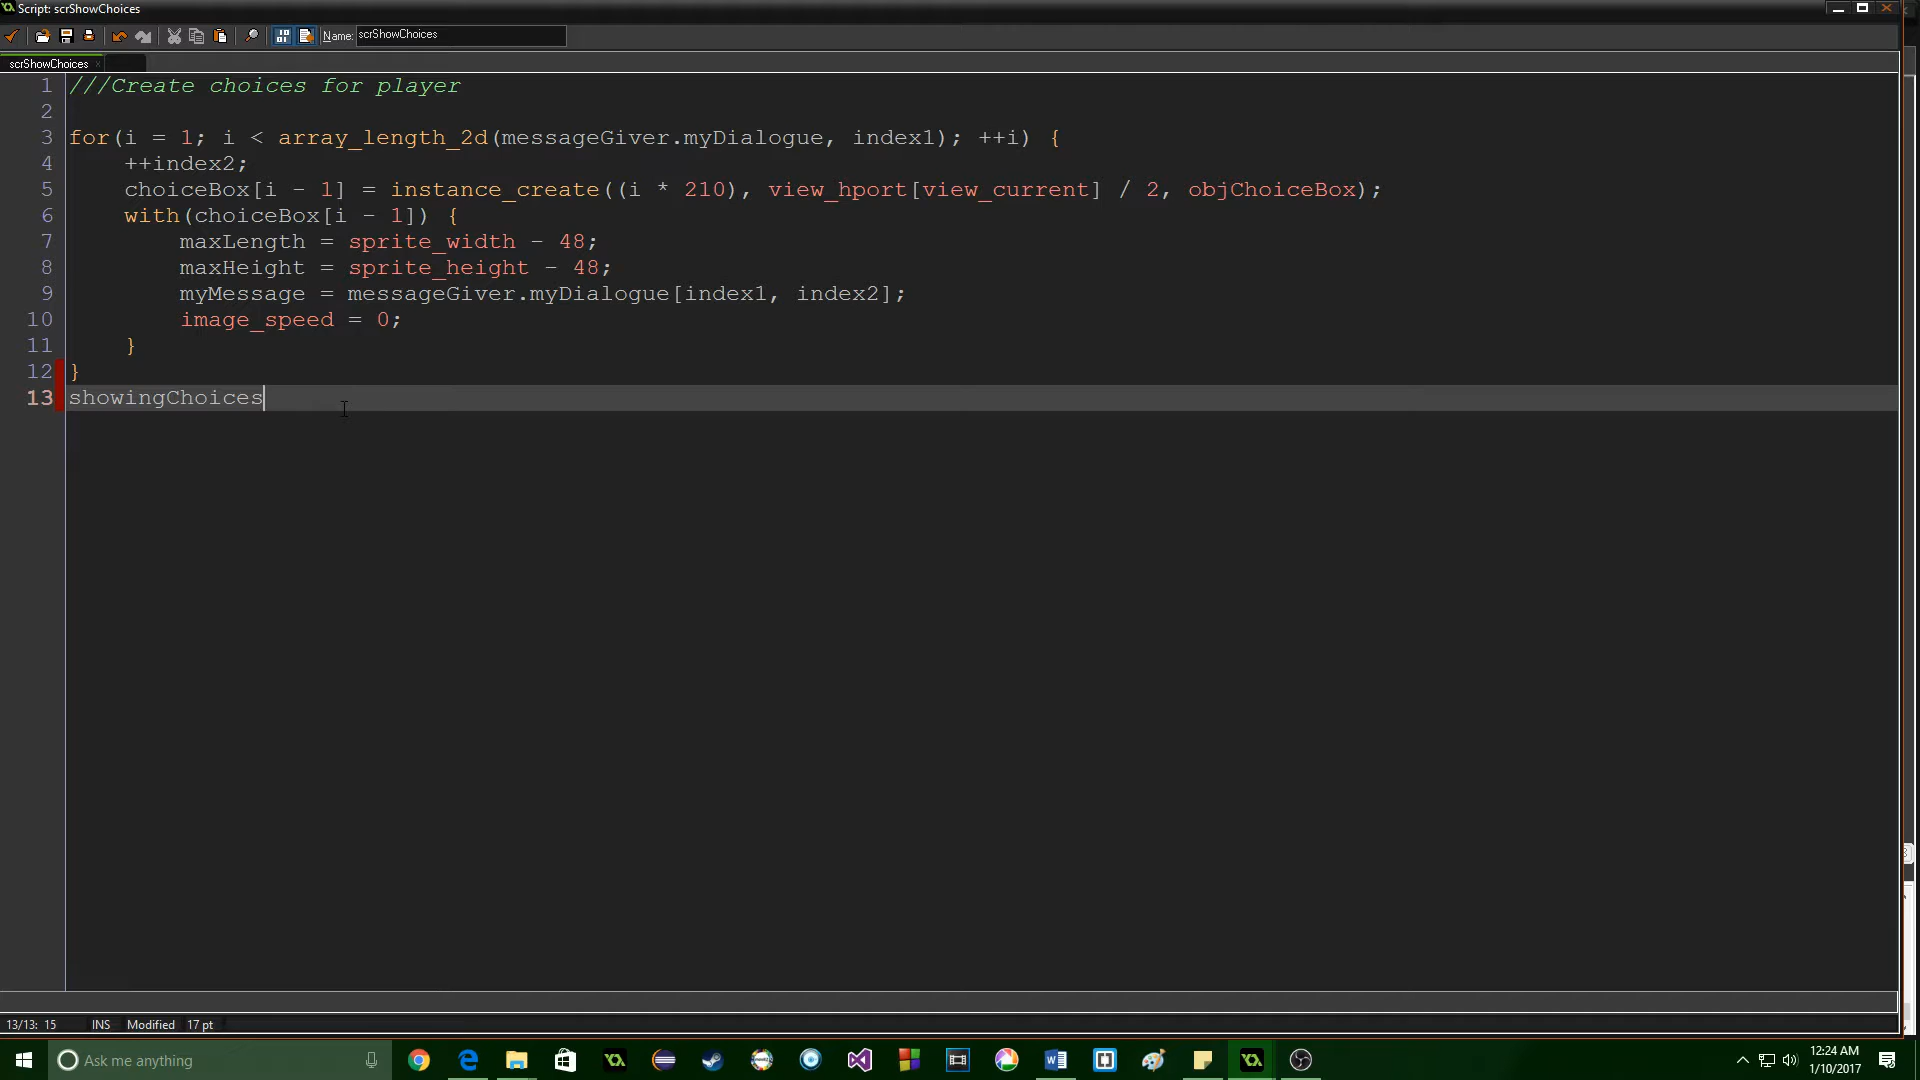 Script: scrShowChoices
Name: scrShowChoices
scrShowChoices
1 ///Create choices for player
2
3 for(i = 1; i < array_length_2d(messageGiver.myDialogue, index1); ++i) {
4 ++index2;
5 choiceBox[i - 1] = instance_create((i * 210), view_hport[view_current] / 2, objChoiceBox);
6 with(choiceBox[i - 1]) {
7 maxLength = sprite_width - 48;
8 maxHeight = sprite_height - 48;
9 myMessage = messageGiver.myDialogue[index1, index2];
10 image_speed = 0;
11 }
12 }
13 showingChoices
13/13: 15 INS Modified 17 pt
Ask me anything
12:24 AM
1/10/2017